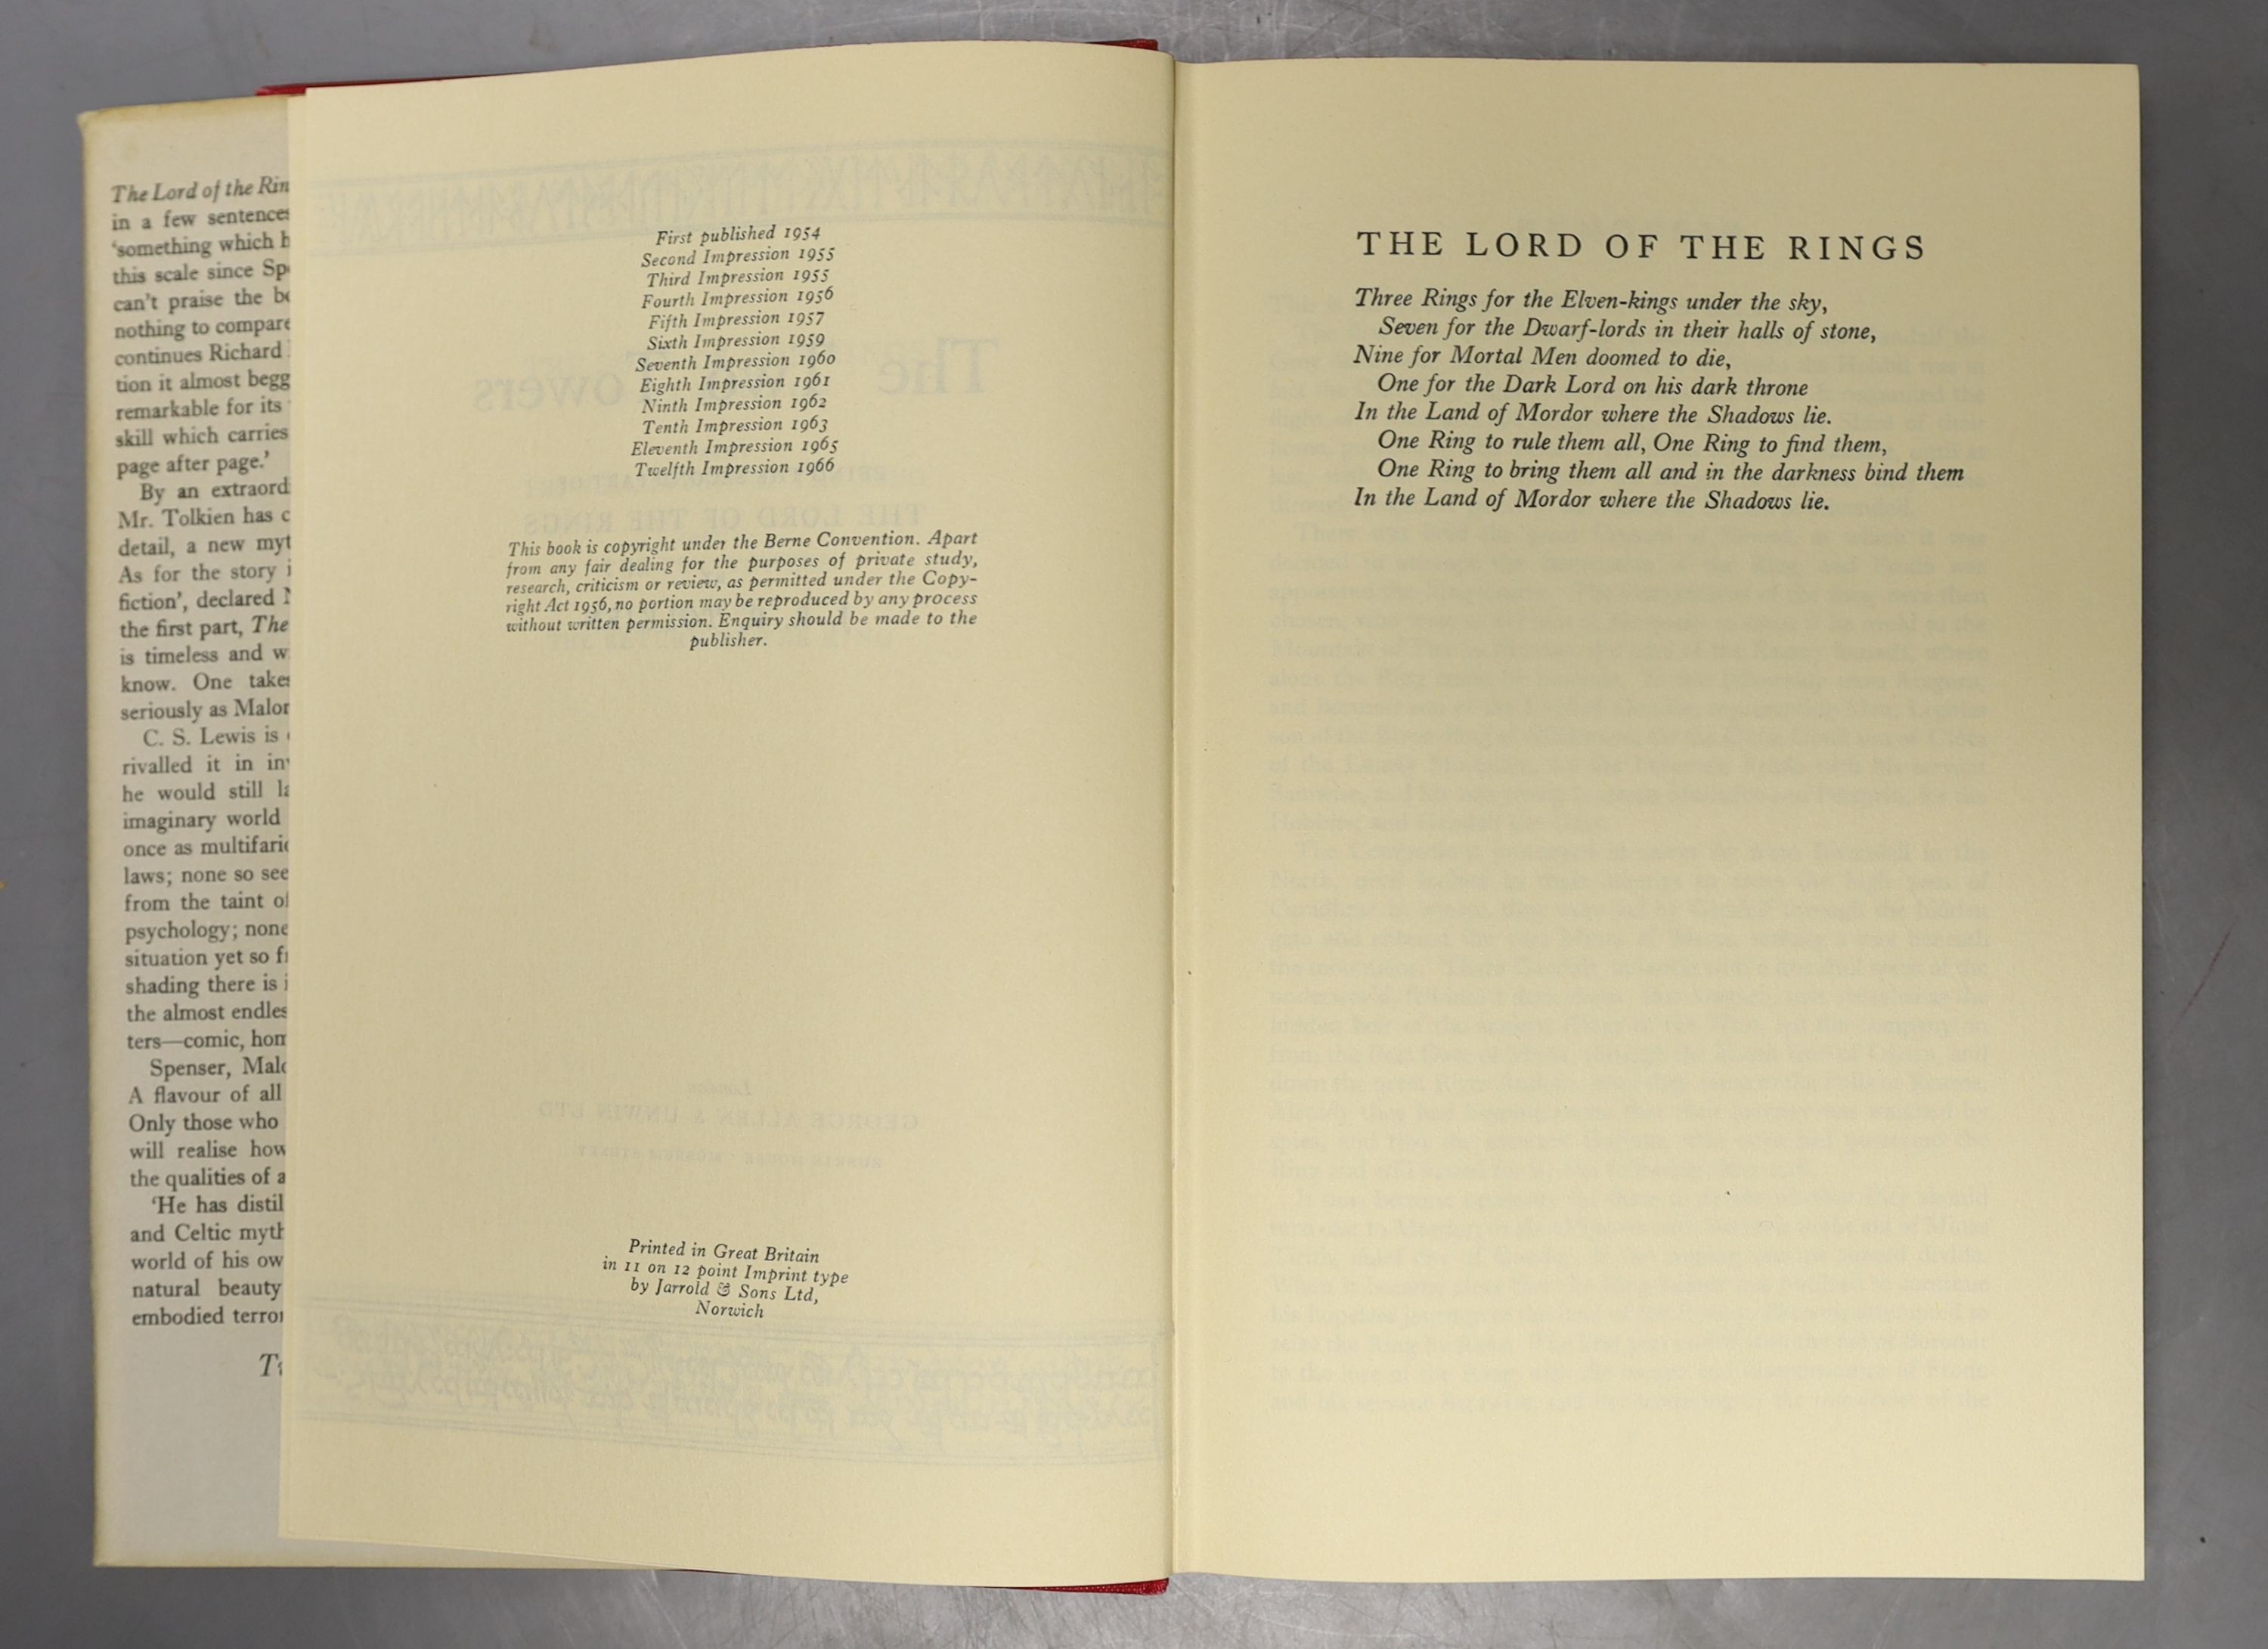 The Lord of the Rin
in a few sentences
'something which h
this scale since Sp
can't praise the be
nothing to compare
continues Richard
tion it almost begg
remarkable for its
skill which carries
page after page.'
By an extraord
Mr. Tolkien has c
detail, a new myt
As for the story i
fiction', declared
the first part, The
is timeless and w
know. One takes
seriously as Malor
C. S. Lewis is
rivalled it in inv
he would still la
imaginary world
once as multifario
laws; none so see
from the taint of
psychology; none
situation yet so fr
shading there is i
the almost endles
ters—comic, hom
Spenser, Malo
A flavour of all
Only those who
will realise how
the qualities of a
'He has distil
and Celtic myth
world of his ow
natural beauty
embodied terror
First published 1954
Second Impression 1955
Third Impression 1955
Fourth Impression 1956
Fifth Impression 1957
Sixth Impression 1959
Seventh Impression 1960
Eighth Impression 1961
Ninth Impression 1962
Tenth Impression 1963
Eleventh Impression 1965
Twelfth Impression 1966
This book is copyright under the Berne Convention. Apart
from any fair dealing for the purposes of private study,
research, criticism or review, as permitted under the Copy-
right Act 1956, no portion may be reproduced by any process
without written permission. Enquiry should be made to the
publisher.
Printed in Great Britain
in 11 on 12 point Imprint type
by Jarrold & Sons Ltd,
Norwich
THE LORD OF THE RINGS
Three Rings for the Elven-kings under the sky,
Seven for the Dwarf-lords in their halls of stone,
Nine for Mortal Men doomed to die,
One for the Dark Lord on his dark throne
In the Land of Mordor where the Shadows lie.
One Ring to rule them all, One Ring to find them,
One Ring to bring them all and in the darkness bind them
In the Land of Mordor where the Shadows lie.